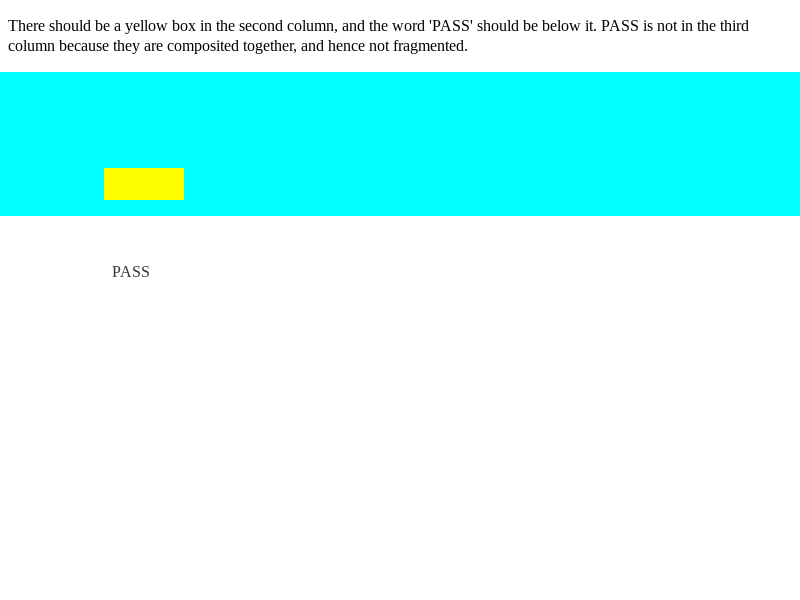 There should be a yellow box in the second column, and the word 'PASS' should be below it. PASS is not in the third
column because they are composited together, and hence not fragmented.
PASS